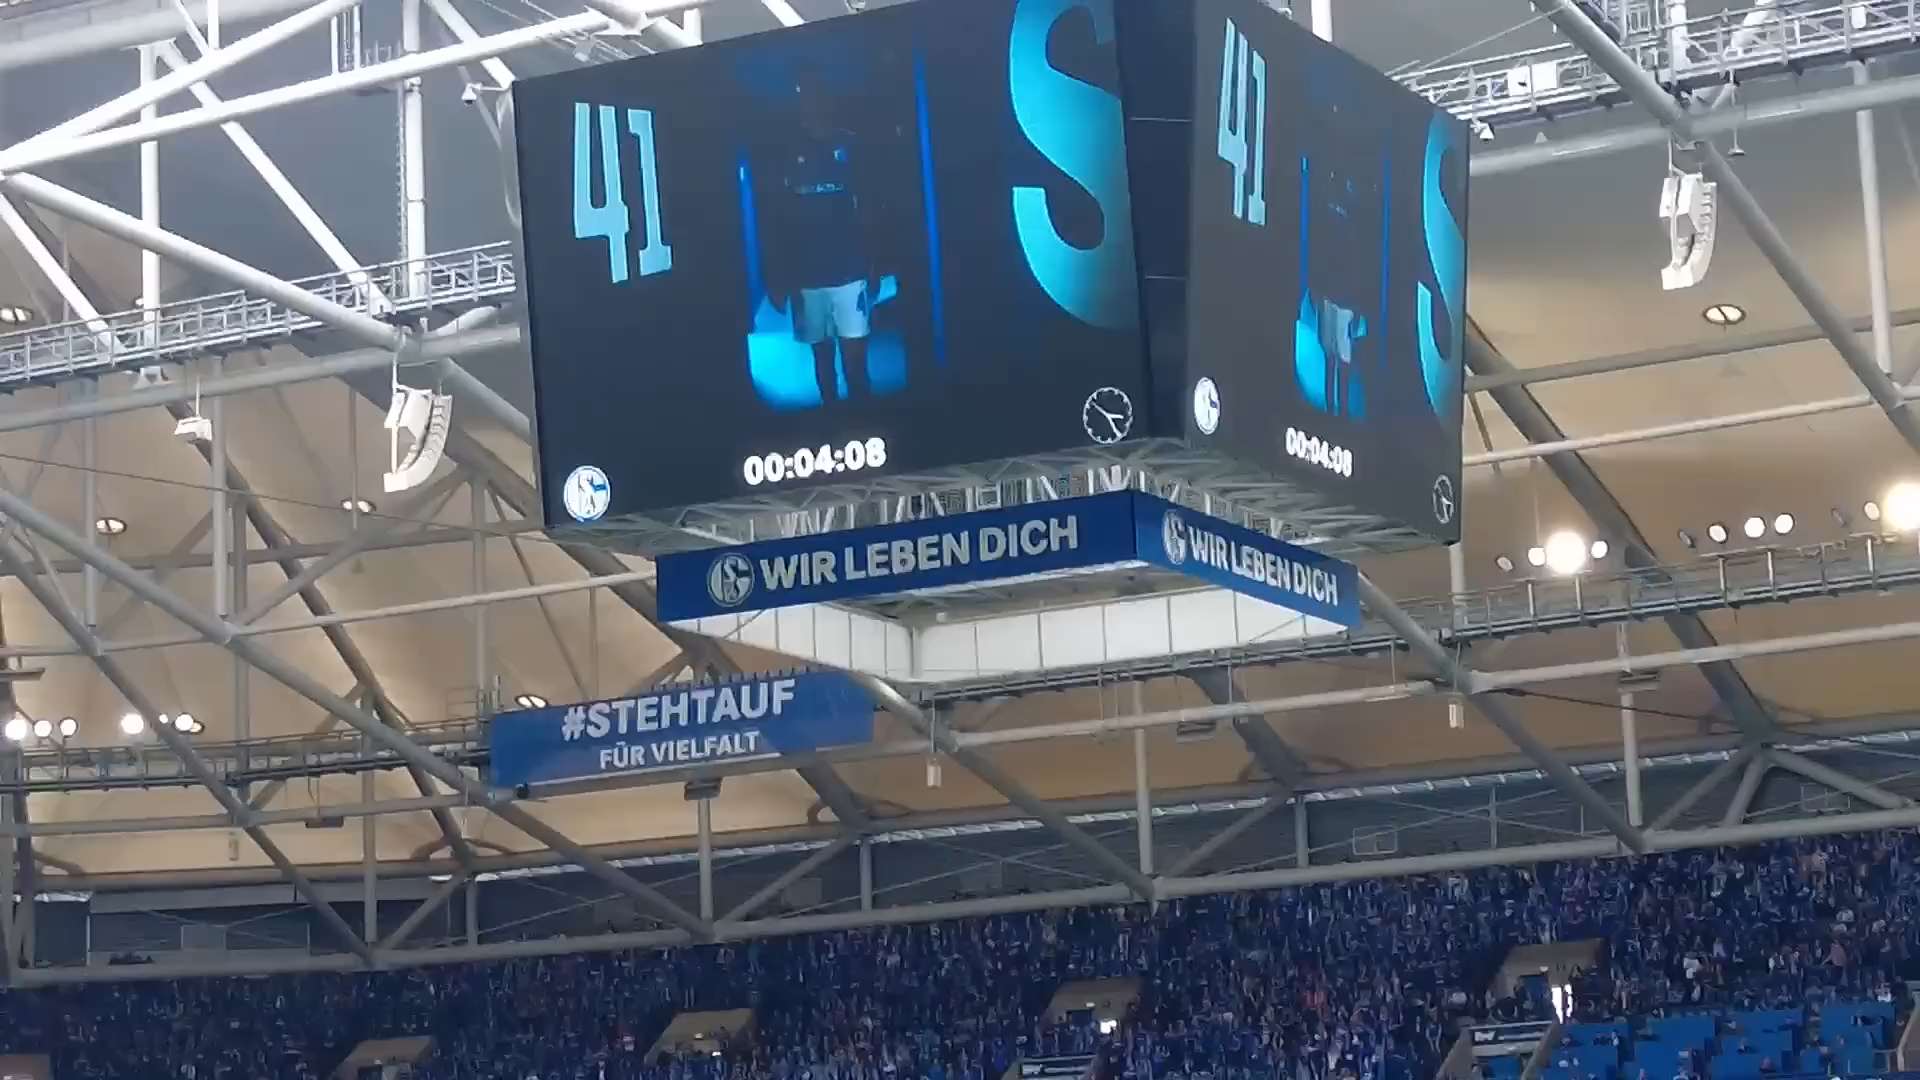 41
S
00:04:08
41
S
00:04:08
WIR LEBEN DICH
WIR LEBEN DICH
#STEHTAUF
FÜR VIELFALT